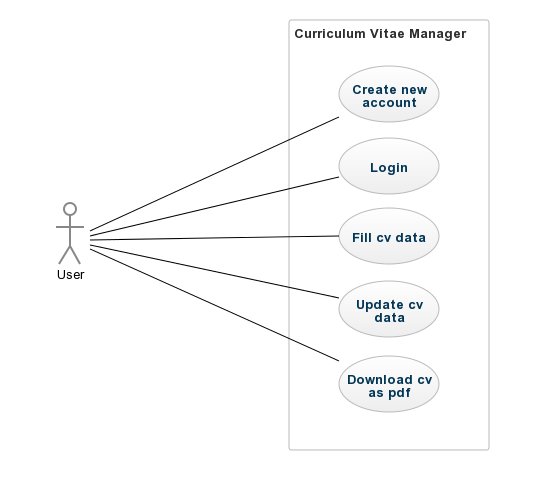 Curriculum Vitae Manager
Create new
account
Login
Fill cv data
Update cv
data
Download cv
as pdf
User